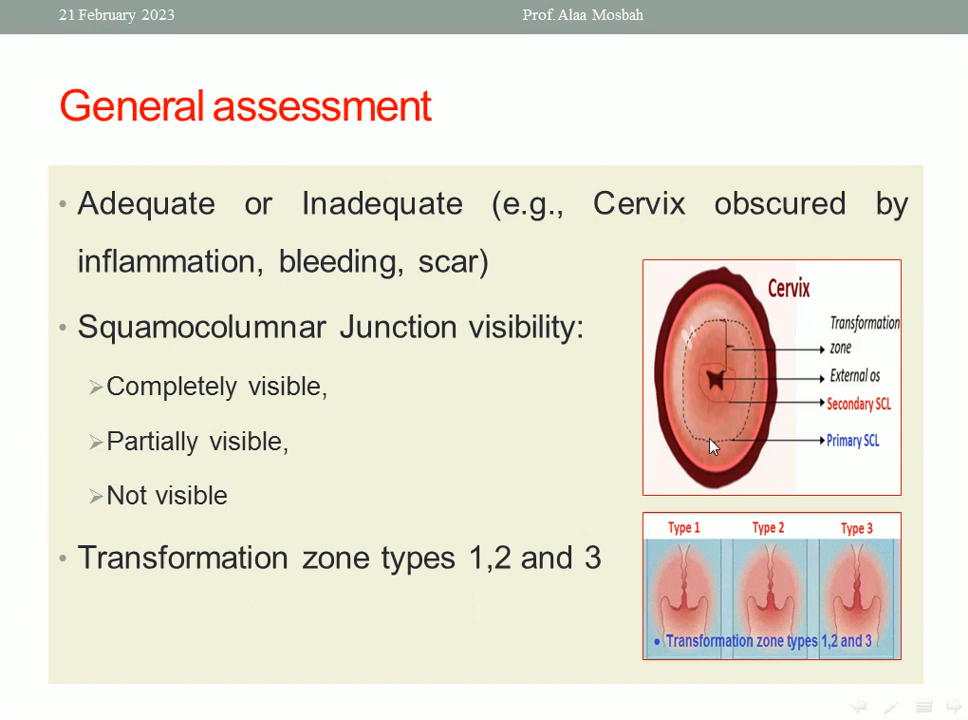 21 February 2023
Prof. Alaa Mosbah
General assessment
• Adequate or Inadequate (e.g., Cervix obscured by
inflammation, bleeding, scar)
• Squamocolumnar Junction visibility:
Completely visible,
Partially visible,
Not visible
• Transformation zone types 1,2 and 3
Cervix
Transformation
zone
External os
Secondary SCL
Primary SCL
Type 1 Type 2 Type 3
• Transformation zone types 1,2 and 3